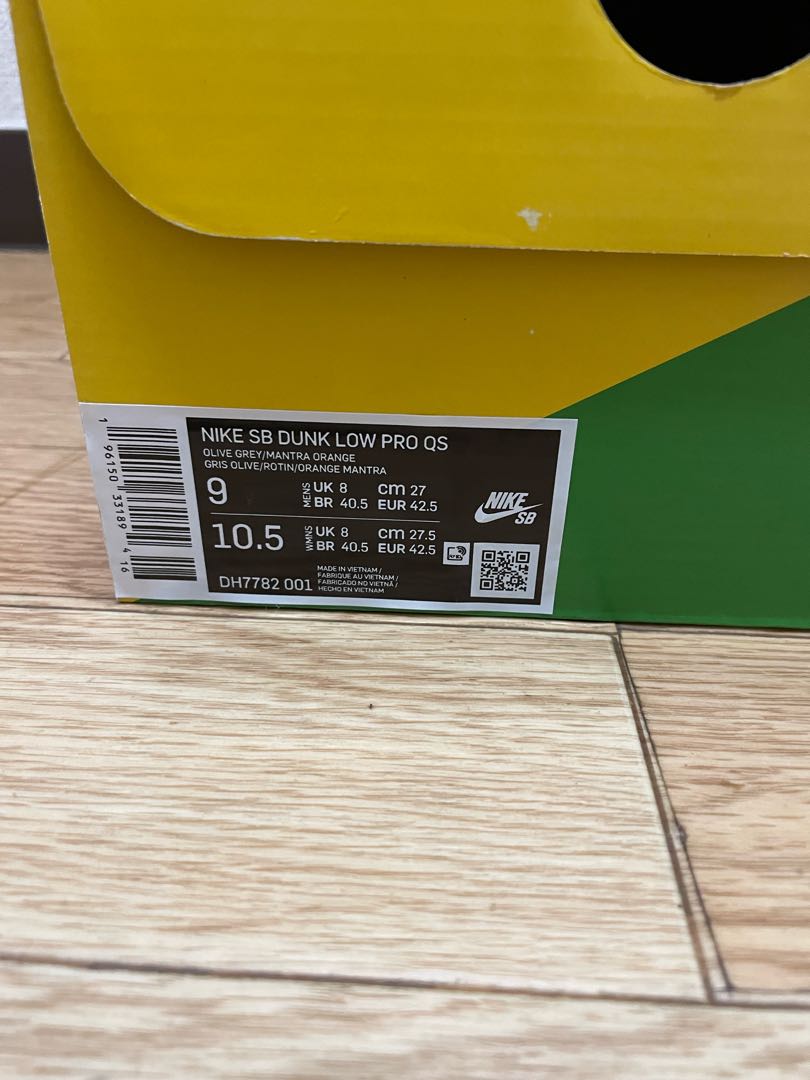 NIKE SB DUNK LOW PRO QS
OLIVE GREY/MANTRA ORANGE
GRIS OLIVE/ROTIN/ORANGE MANTRA
9 MENS UK 8 cm 27
BR 40.5 EUR 42.5
10.5 WMNS UK 8 cm 27.5
BR 40.5 EUR 42.5
DH7782 001
MADE IN VIETNAM /
FABRIQUE AU VIETNAM /
FABRICADO NO VIETNÃ /
HECHO EN VIETNAM
NIKE
SB
1 96150 33189 4 16